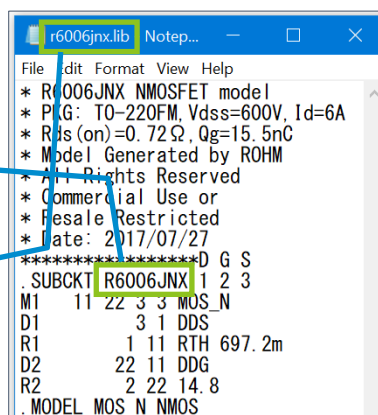 r6006jnx.lib Notep...
File Edit Format View Help
* R6006JNX NMOSFET model
* PKG: TO-220FM,Vdss=600V,Id=6A
* Rds(on)=0.72Ω,Qg=15.5nC
* Model Generated by ROHM
* All Rights Reserved
* Commercial Use or
* Resale Restricted
* Date: 2017/07/27
*****************D G S
.SUBCKT R6006JNX 1 2 3
M1 11 22 3 3 MOS_N
D1 3 1 DDS
R1 1 11 RTH 697.2m
D2 22 11 DDG
R2 2 22 14.8
.MODEL MOS_N NMOS